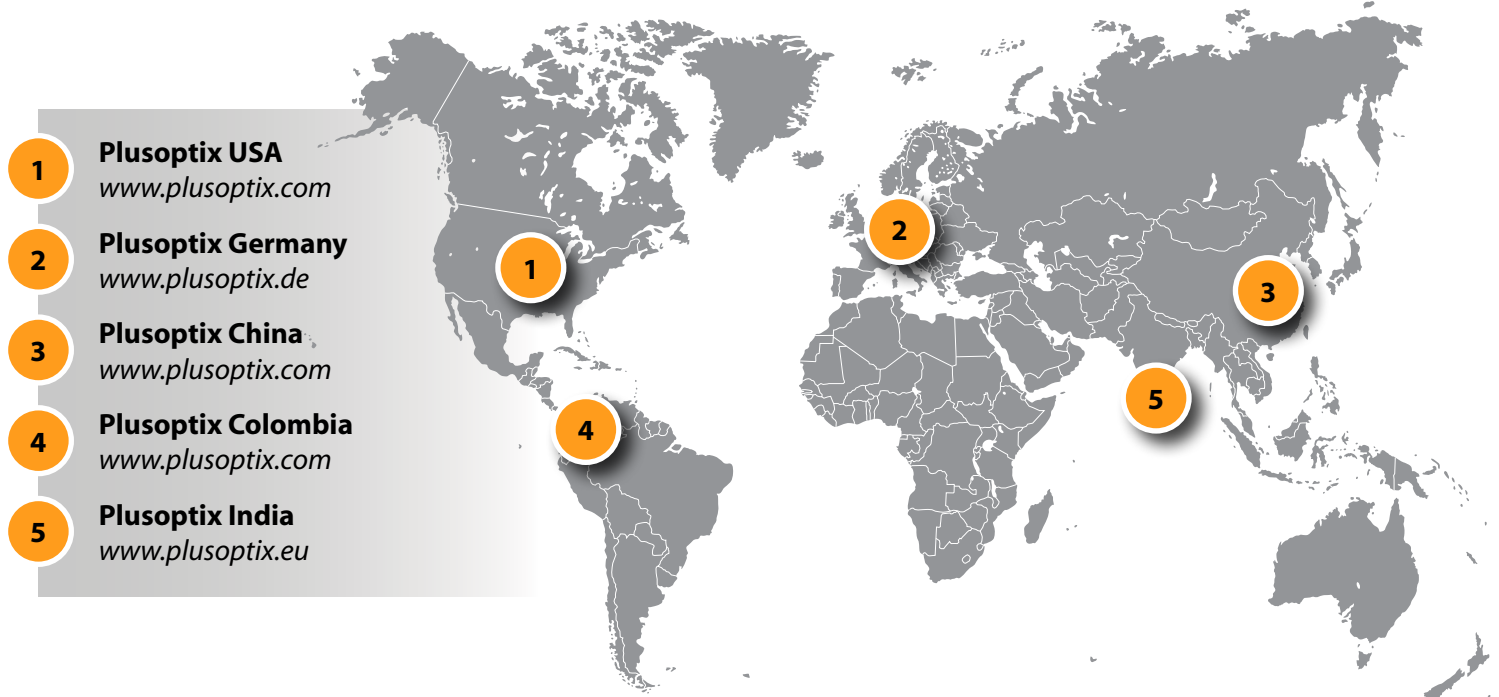 1
Plusoptix USA
www.plusoptix.com
2
Plusoptix Germany
www.plusoptix.de
3
Plusoptix China
www.plusoptix.com
4
Plusoptix Colombia
www.plusoptix.com
5
Plusoptix India
www.plusoptix.eu
1
2
3
4
5